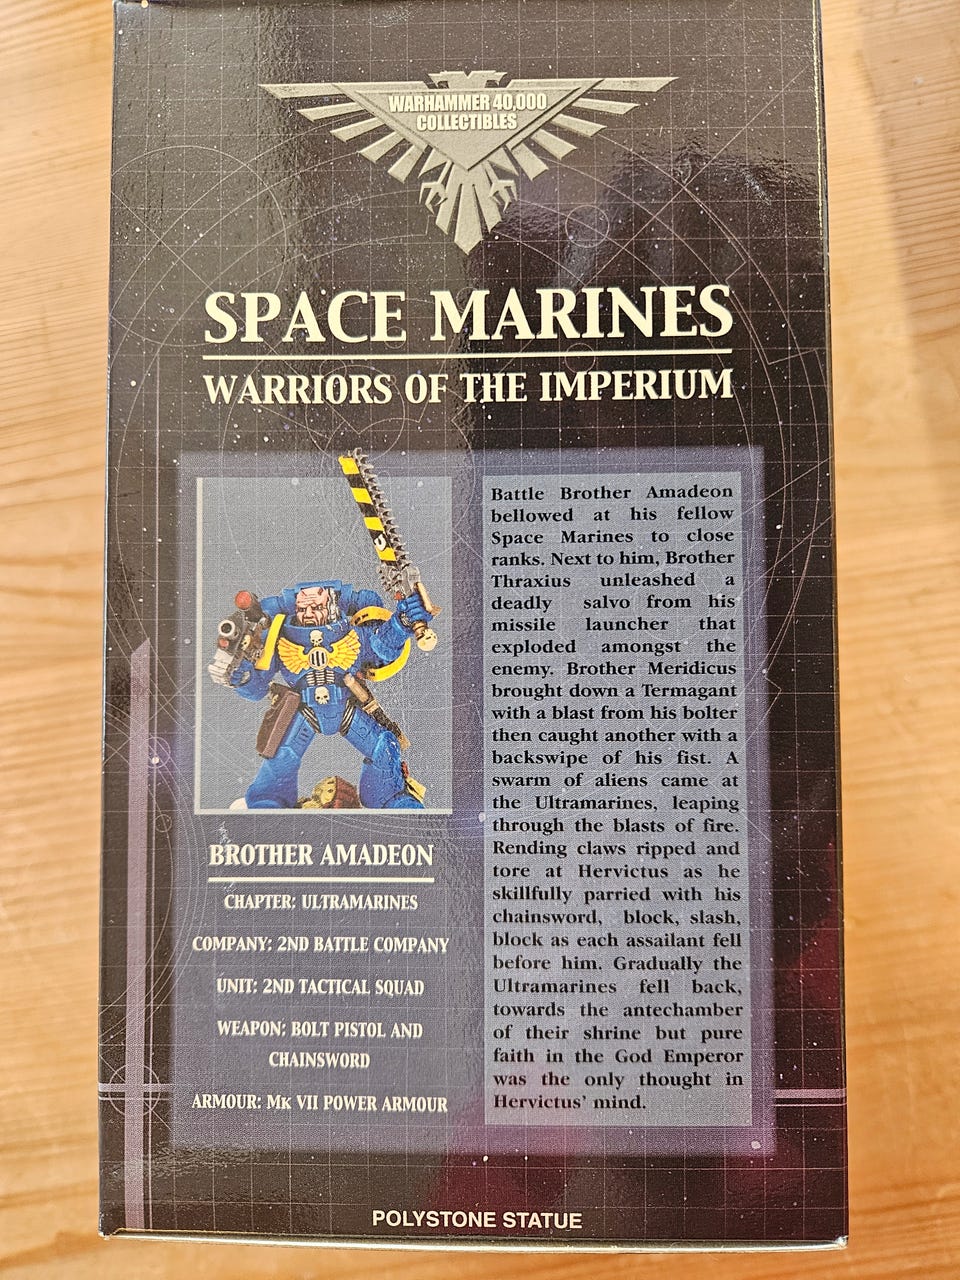 WARHAMMER 40,000
COLLECTIBLES
SPACE MARINES
WARRIORS OF THE IMPERIUM
BROTHER AMADEON
CHAPTER: ULTRAMARINES
COMPANY: 2ND BATTLE COMPANY
UNIT: 2ND TACTICAL SQUAD
WEAPON: BOLT PISTOL AND
CHAINSWORD
ARMOUR: MK VII POWER ARMOUR
Battle Brother Amadeon
bellowed at his fellow
Space Marines to close
ranks. Next to him, Brother
Thraxius unleashed a
deadly salvo from his
missile launcher that
exploded amongst the
enemy. Brother Meridicus
brought down a Termagant
with a blast from his bolter
then caught another with a
backswipe of his fist. A
swarm of aliens came at
the Ultramarines, leaping
through the blasts of fire.
Rending claws ripped and
tore at Hervictus as he
skillfully parried with his
chainsword, block, slash,
block as each assailant fell
before him. Gradually the
Ultramarines fell back,
towards the antechamber
of their shrine but pure
faith in the God Emperor
was the only thought in
Hervictus' mind.
POLYSTONE STATUE